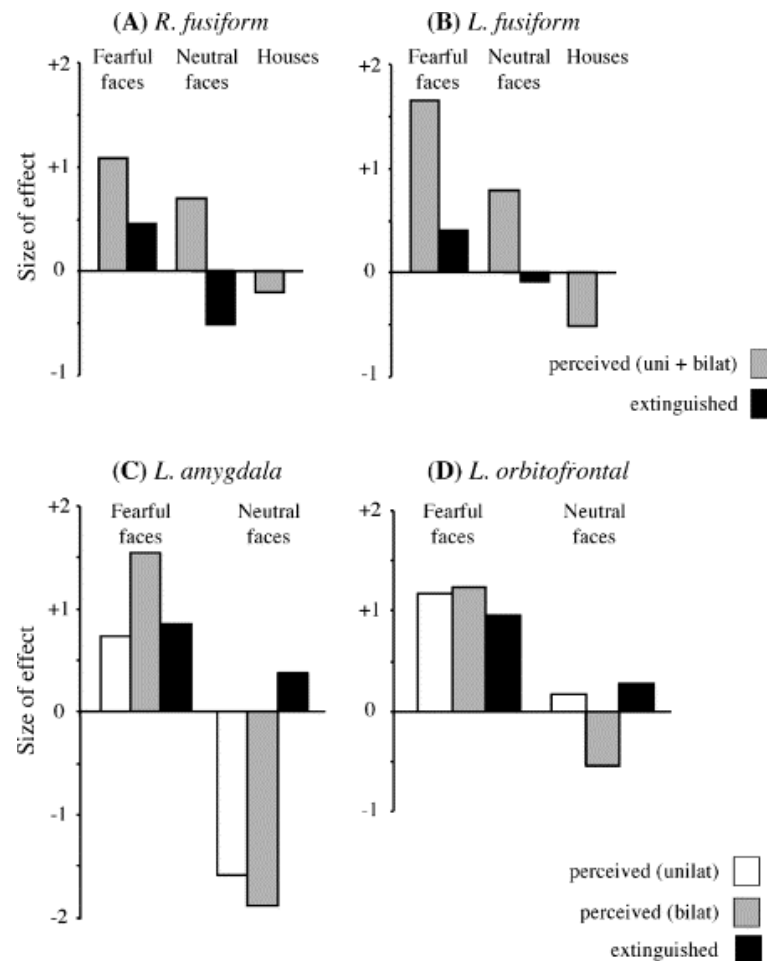 (A) R. fusiform
Fearful faces
Neutral faces
Houses
+2
+1
0
-1
Size of effect
(B) L. fusiform
Fearful faces
Neutral faces
Houses
+2
+1
0
-1
perceived (uni + bilat)
extinguished
(C) L. amygdala
Fearful faces
Neutral faces
+2
+1
0
-1
-2
Size of effect
(D) L. orbitofrontal
Fearful faces
Neutral faces
+2
+1
0
-1
perceived (unilat)
perceived (bilat)
extinguished